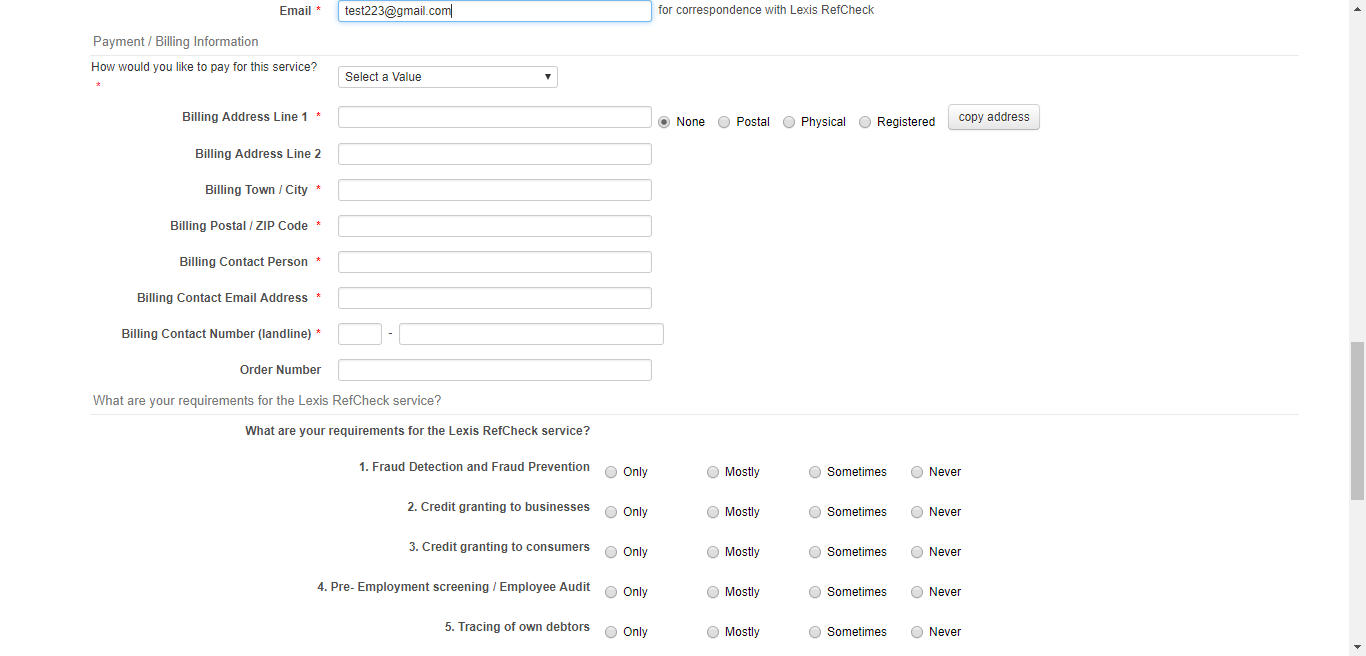 Email * test223@gmail.com for correspondence with Lexis RefCheck
Payment / Billing Information
How would you like to pay for this service?
* Select a Value
Billing Address Line 1 * None Postal Physical Registered copy address
Billing Address Line 2
Billing Town / City *
Billing Postal / ZIP Code *
Billing Contact Person *
Billing Contact Email Address *
Billing Contact Number (landline) * -
Order Number
What are your requirements for the Lexis RefCheck service?
What are your requirements for the Lexis RefCheck service?
1. Fraud Detection and Fraud Prevention Only Mostly Sometimes Never
2. Credit granting to businesses Only Mostly Sometimes Never
3. Credit granting to consumers Only Mostly Sometimes Never
4. Pre- Employment screening / Employee Audit Only Mostly Sometimes Never
5. Tracing of own debtors Only Mostly Sometimes Never